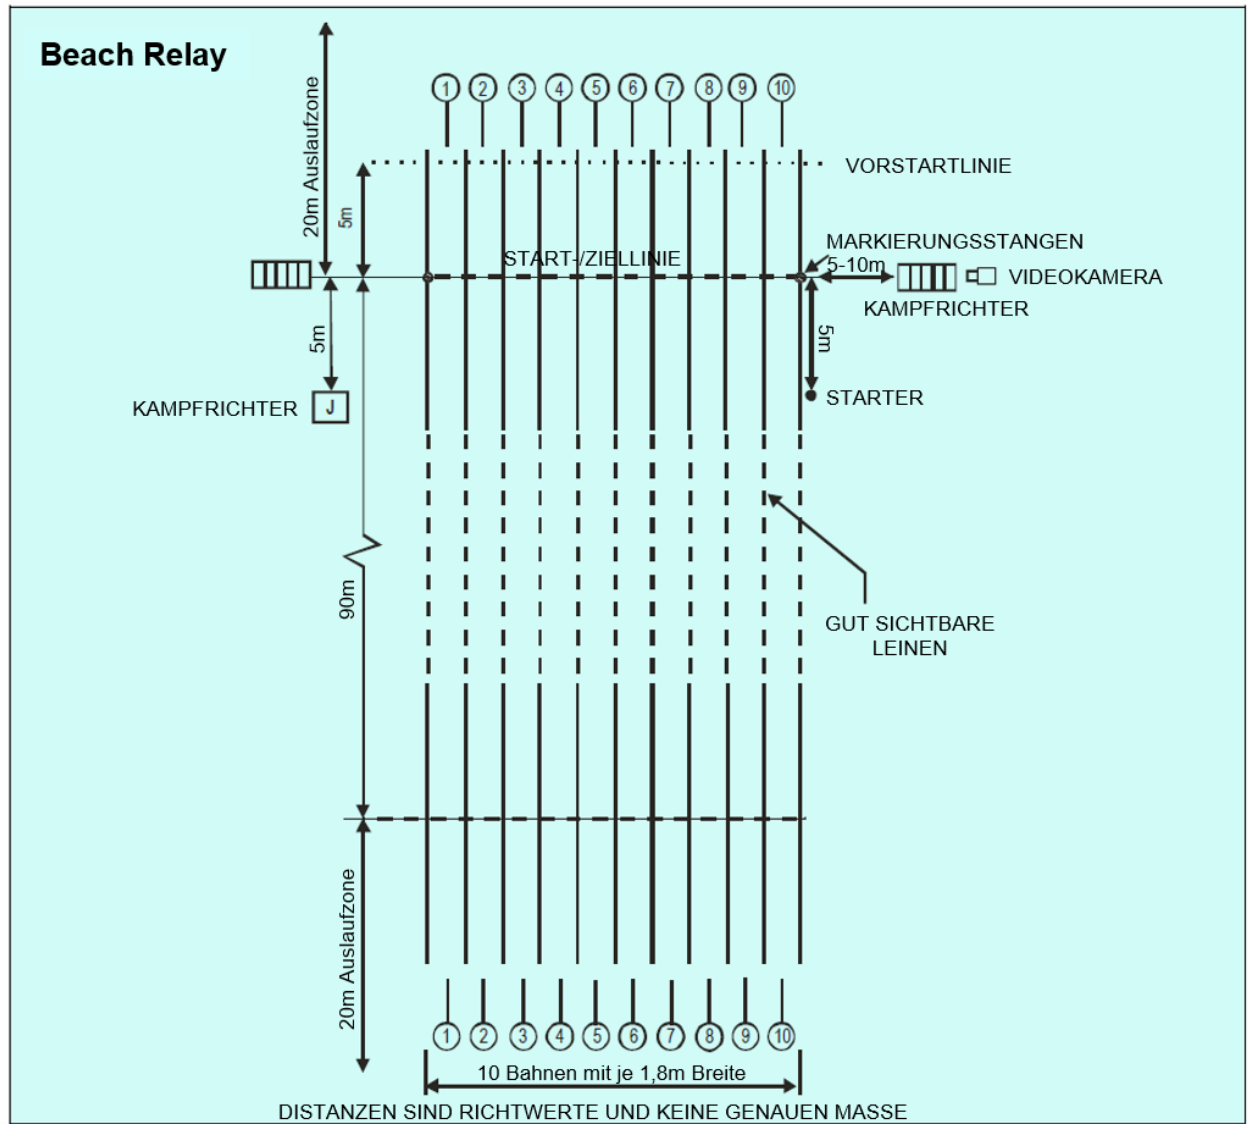 Beach Relay
20m Auslaufzone
1 2 3 4 5 6 7 8 9 10
VORSTARTLINIE
5m
START-/ZIELLINIE
MARKIERUNGSSTANGEN
5-10m
VIDEOKAMERA
KAMPFRICHTER
5m
5m
KAMPFRICHTER
J
STARTER
90m
GUT SICHTBARE
LEINEN
20m Auslaufzone
1 2 3 4 5 6 7 8 9 10
10 Bahnen mit je 1,8m Breite
DISTANZEN SIND RICHTWERTE UND KEINE GENAUEN MASSE